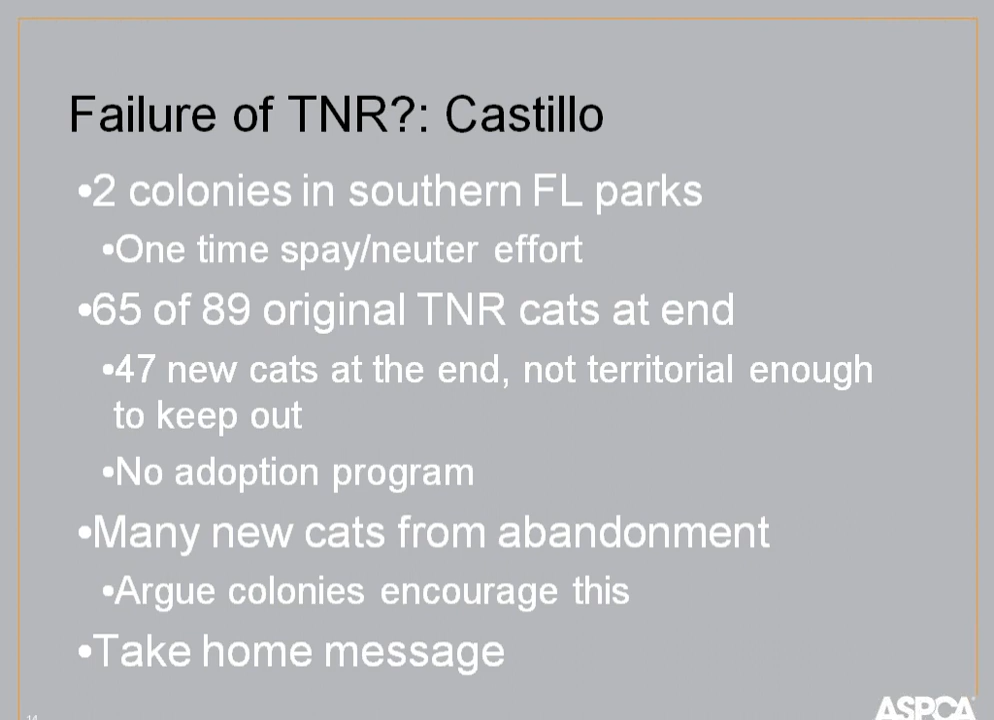 Failure of TNR?: Castillo
•2 colonies in southern FL parks
•One time spay/neuter effort
•65 of 89 original TNR cats at end
•47 new cats at the end, not territorial enough
to keep out
•No adoption program
•Many new cats from abandonment
•Argue colonies encourage this
•Take home message
14
ASPCA